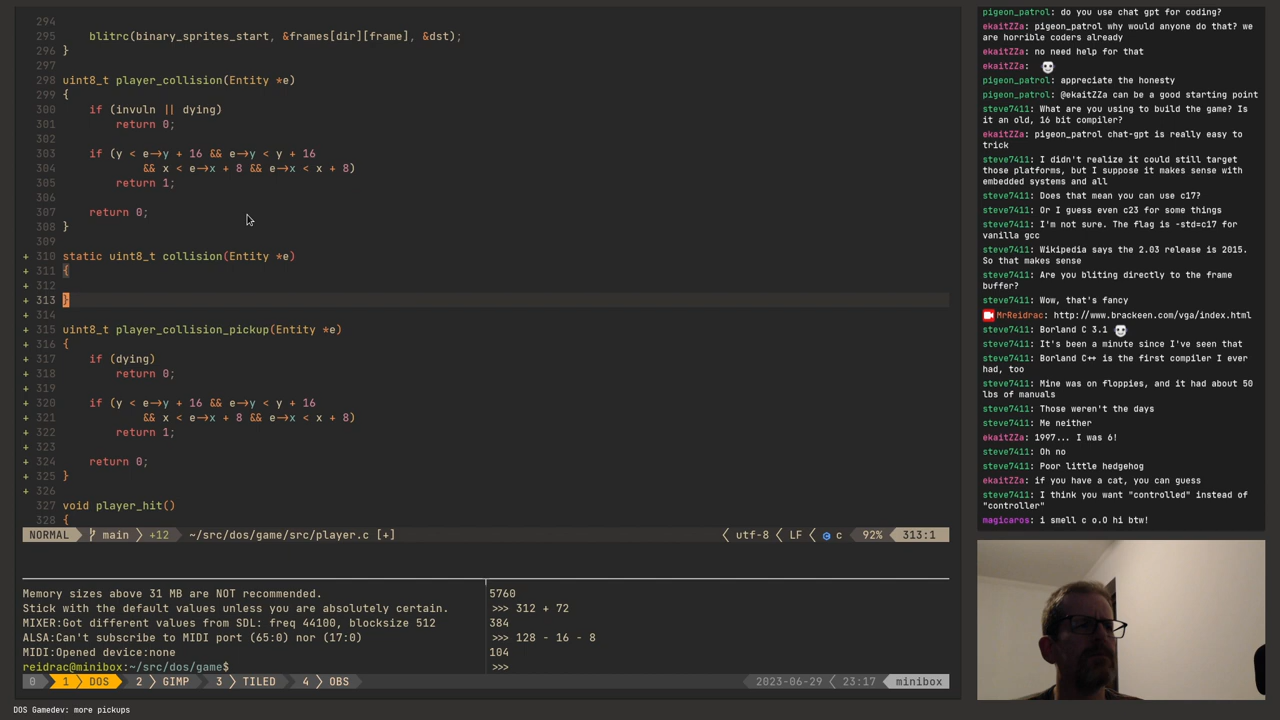 294
295 blitrc(binary_sprites_start, &frames[dir][frame], &dst);
296 }
297
298 uint8_t player_collision(Entity *e)
299 {
300 if (invuln || dying)
301 return 0;
302
303 if (y < e→y + 16 && e→y < y + 16
304 && x < e→x + 8 && e→x < x + 8)
305 return 1;
306
307 return 0;
308 }
309
+ 310 static uint8_t collision(Entity *e)
+ 311 {
+ 312
+ 313 }
+ 314
+ 315 uint8_t player_collision_pickup(Entity *e)
+ 316 {
+ 317 if (dying)
+ 318 return 0;
+ 319
+ 320 if (y < e→y + 16 && e→y < y + 16
+ 321 && x < e→x + 8 && e→x < x + 8)
+ 322 return 1;
+ 323
+ 324 return 0;
+ 325 }
+ 326
327 void player_hit()
328 {
NORMAL main +12 ~/src/dos/game/src/player.c [+] utf-8 LF c 92% 313:1
Memory sizes above 31 MB are NOT recommended.
Stick with the default values unless you are absolutely certain.
MIXER:Got different values from SDL: freq 44100, blocksize 512
ALSA:Can't subscribe to MIDI port (65:0) nor (17:0)
MIDI:Opened device:none
reidrac@minibox:~/src/dos/game$
5760
>>> 312 + 72
384
>>> 128 - 16 - 8
104
>>>
0 1 DOS 2 GIMP 3 TILED 4 OBS 2023-06-29 23:17 minibox
DOS Gamedev: more pickups
pigeon_patrol: do you use chat gpt for coding?
ekaitZZa: pigeon_patrol why would anyone do that? we
are horrible coders already
ekaitZZa: no need help for that
ekaitZZa:
pigeon_patrol: appreciate the honesty
pigeon_patrol: @ekaitZZa can be a good starting point
steve7411: What are you using to build the game? Is
it an old, 16 bit compiler?
ekaitZZa: pigeon_patrol chat-gpt is really easy to
trick
steve7411: I didn't realize it could still target
those platforms, but I suppose it makes sense with
embedded systems and all
steve7411: Does that mean you can use c17?
steve7411: Or I guess even c23 for some things
steve7411: I'm not sure. The flag is -std=c17 for
vanilla gcc
steve7411: Wikipedia says the 2.03 release is 2015.
So that makes sense
steve7411: Are you bliting directly to the frame
buffer?
steve7411: Wow, that's fancy
MrReidrac: http://www.brackeen.com/vga/index.html
steve7411: Borland C 3.1
steve7411: It's been a minute since I've seen that
steve7411: Borland C++ is the first compiler I ever
had, too
steve7411: Mine was on floppies, and it had about 50
lbs of manuals
steve7411: Those weren't the days
steve7411: Me neither
ekaitZZa: 1997... I was 6!
steve7411: Oh no
steve7411: Poor little hedgehog
ekaitZZa: if you have a cat, you can guess
steve7411: I think you want "controlled" instead of
"controller"
magicaros: i smell c o.O hi btw!